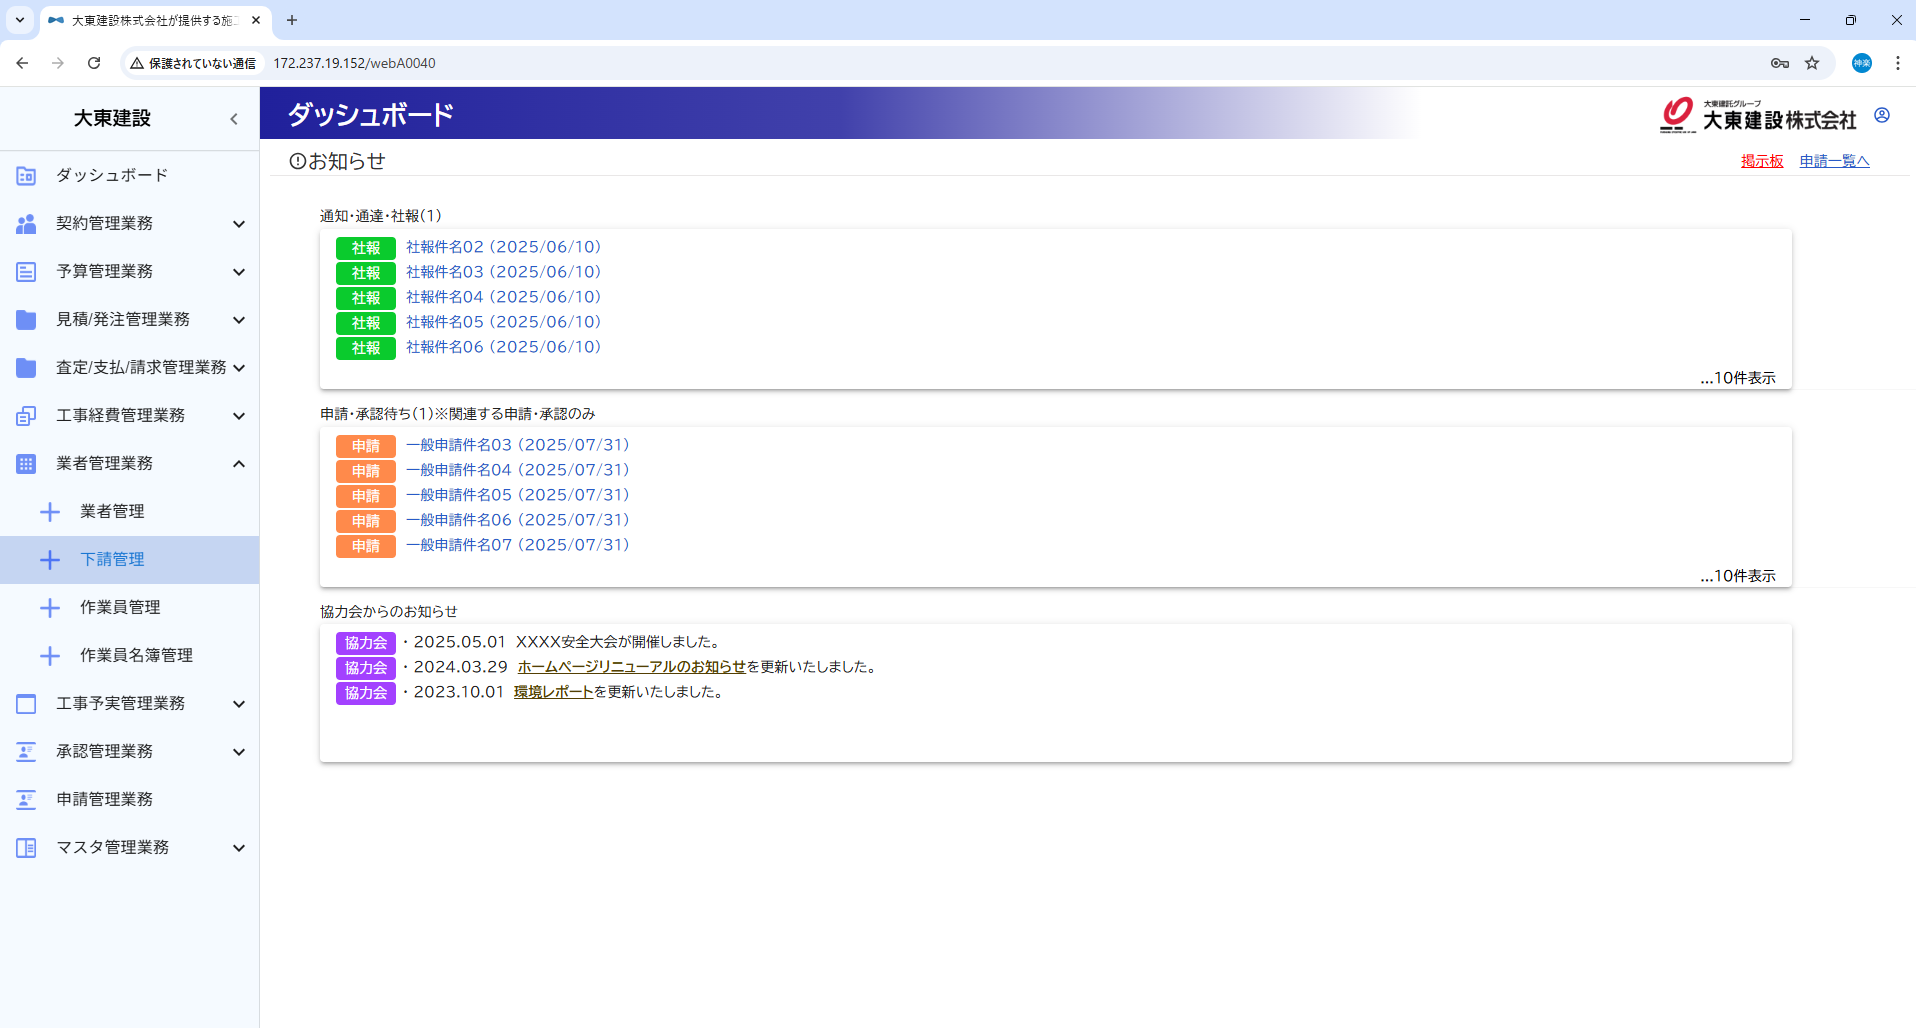 大東建設株式会社が提供する施工
保護されていない通信
172.237.19.152/webA0040
神楽
大東建設
ダッシュボード
契約管理業務
予算管理業務
見積/発注管理業務
査定/支払/請求管理業務
工事経費管理業務
業者管理業務
業者管理
下請管理
作業員管理
作業員名簿管理
工事予実管理業務
承認管理業務
申請管理業務
マスタ管理業務
ダッシュボード
大東建託グループ
大東建設株式会社
お知らせ
掲示板 申請一覧へ
通知・通達・社報(1)
社報 社報件名02 (2025/06/10)
社報 社報件名03 (2025/06/10)
社報 社報件名04 (2025/06/10)
社報 社報件名05 (2025/06/10)
社報 社報件名06 (2025/06/10)
...10件表示
申請・承認待ち(1)※関連する申請・承認のみ
申請 一般申請件名03 (2025/07/31)
申請 一般申請件名04 (2025/07/31)
申請 一般申請件名05 (2025/07/31)
申請 一般申請件名06 (2025/07/31)
申請 一般申請件名07 (2025/07/31)
...10件表示
協力会からのお知らせ
協力会 ・2025.05.01 XXXX安全大会が開催しました。
協力会 ・2024.03.29 ホームページリニューアルのお知らせを更新いたしました。
協力会 ・2023.10.01 環境レポートを更新いたしました。